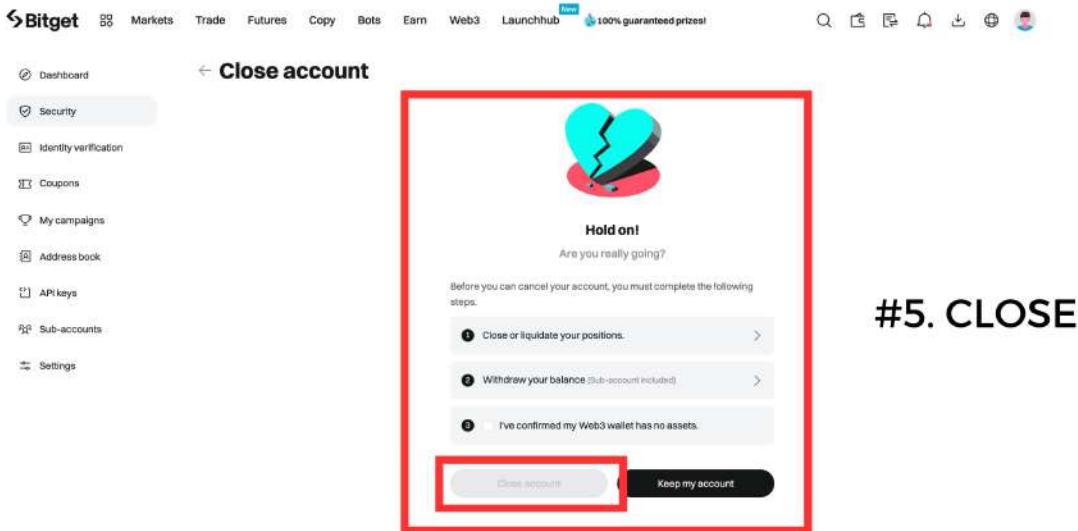 Bitget Markets Trade Futures Copy Bots Earn Web3 Launchhub New 100% guaranteed prizes!
Dashboard
Security
Identity verification
Coupons
My campaigns
Address book
API keys
Sub-accounts
Settings
← Close account
Hold on!
Are you really going?
Before you can cancel your account, you must complete the following
steps.
1 Close or liquidate your positions.
2 Withdraw your balance (Sub-account included)
3 I've confirmed my Web3 wallet has no assets.
Close account Keep my account
#5. CLOSE